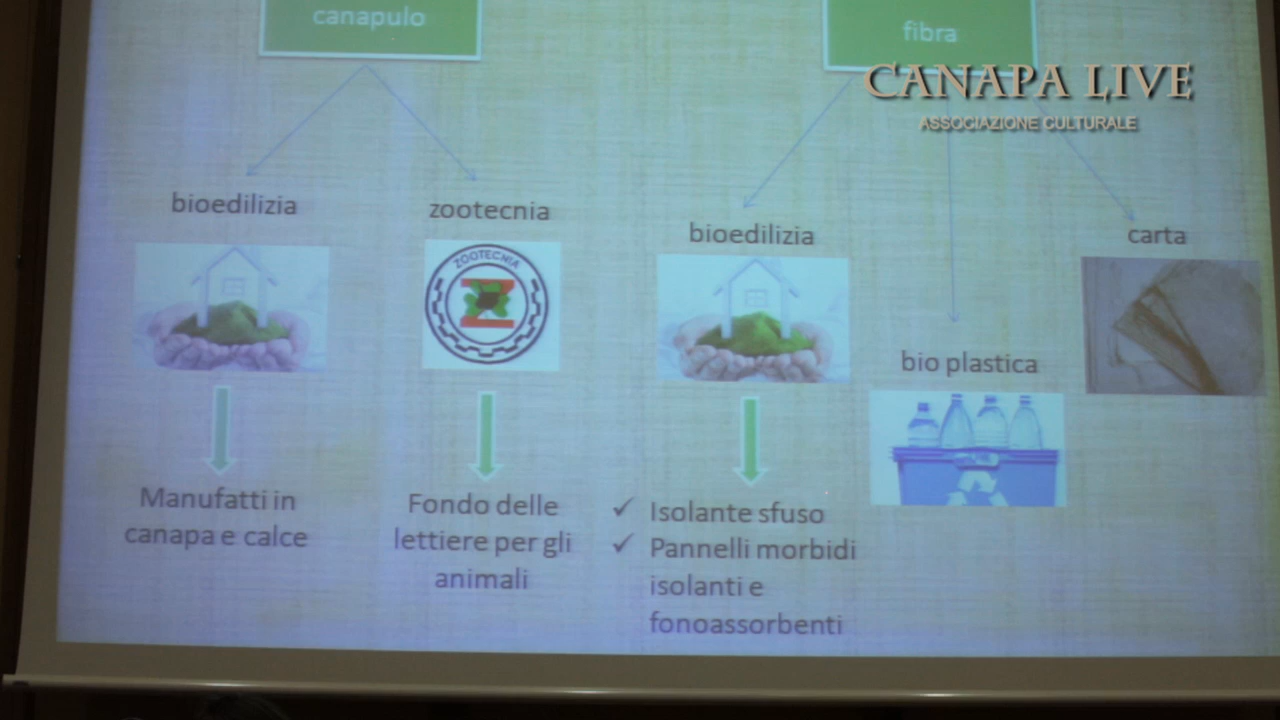 canapulo
fibra
CANAPA LIVE
ASSOCIAZIONE CULTURALE
bioedilizia
zootecnia
bioedilizia
carta
ZOOTECNIA
Z
bio plastica
Manufatti in
canapa e calce
Fondo delle
lettiere per gli
animali
✓ Isolante sfuso
✓ Pannelli morbidi
isolanti e
fonoassorbenti